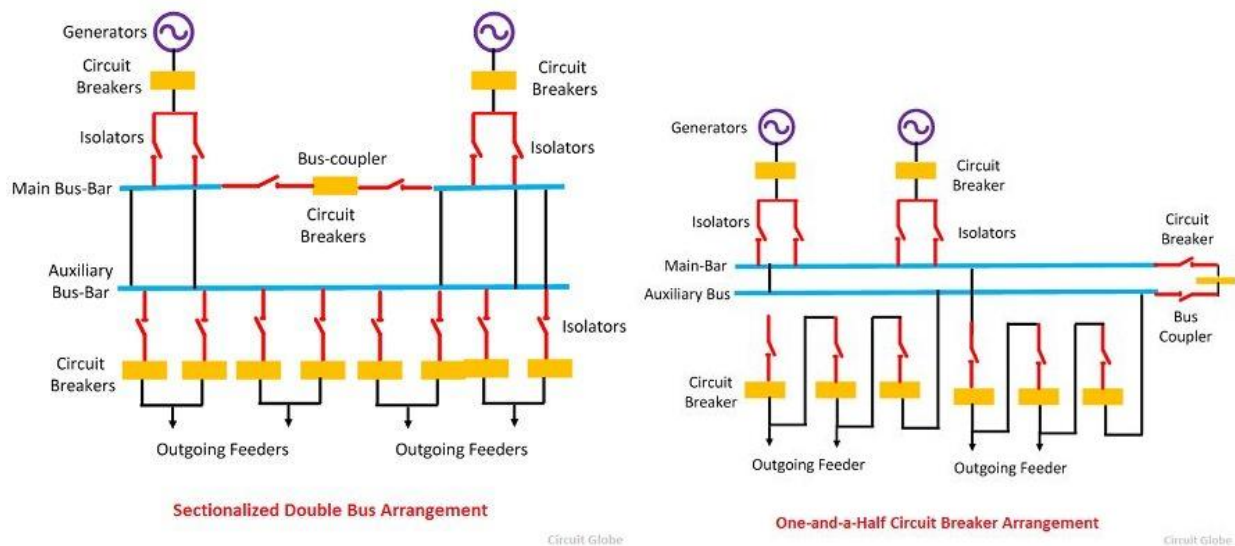 Generators
Circuit
Breakers
Circuit
Breakers
Isolators
Isolators
Bus-coupler
Main Bus-Bar
Circuit
Breakers
Auxiliary
Bus-Bar
Isolators
Circuit
Breakers
Outgoing Feeders
Outgoing Feeders
Sectionalized Double Bus Arrangement
Circuit Globe
Generators
Circuit
Breaker
Isolators
Isolators
Circuit
Breaker
Main-Bar
Auxiliary Bus
Bus
Coupler
Circuit
Breaker
Outgoing Feeder
Outgoing Feeder
One-and-a-Half Circuit Breaker Arrangement
Circuit Globe